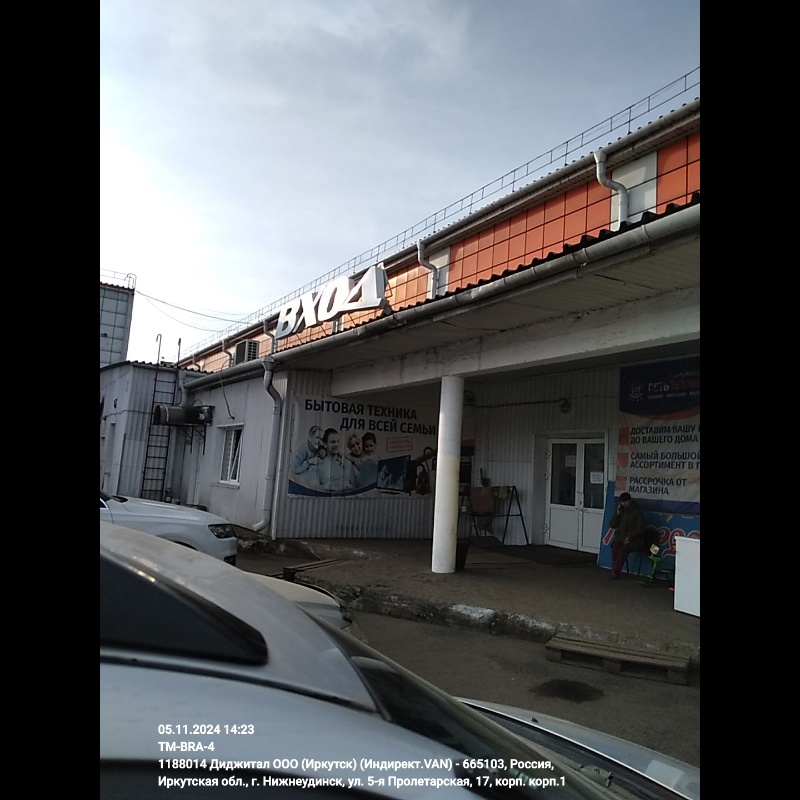 ВХОД
БЫТОВАЯ ТЕХНИКА
ДЛЯ ВСЕЙ СЕМЬИ
ДОСТАВИМ ВАШУ
ДО ВАШЕГО ДОМА
САМЫЙ БОЛЬШОЙ
АССОРТИМЕНТ В
РАССРОЧКА ОТ
МАГАЗИНА
05.11.2024 14:23
TM-BRA-4
1188014 Диджитал ООО (Иркутск) (Индирект.VAN) - 665103, Россия,
Иркутская обл., г. Нижнеудинск, ул. 5-я Пролетарская, 17, корп. корп.1